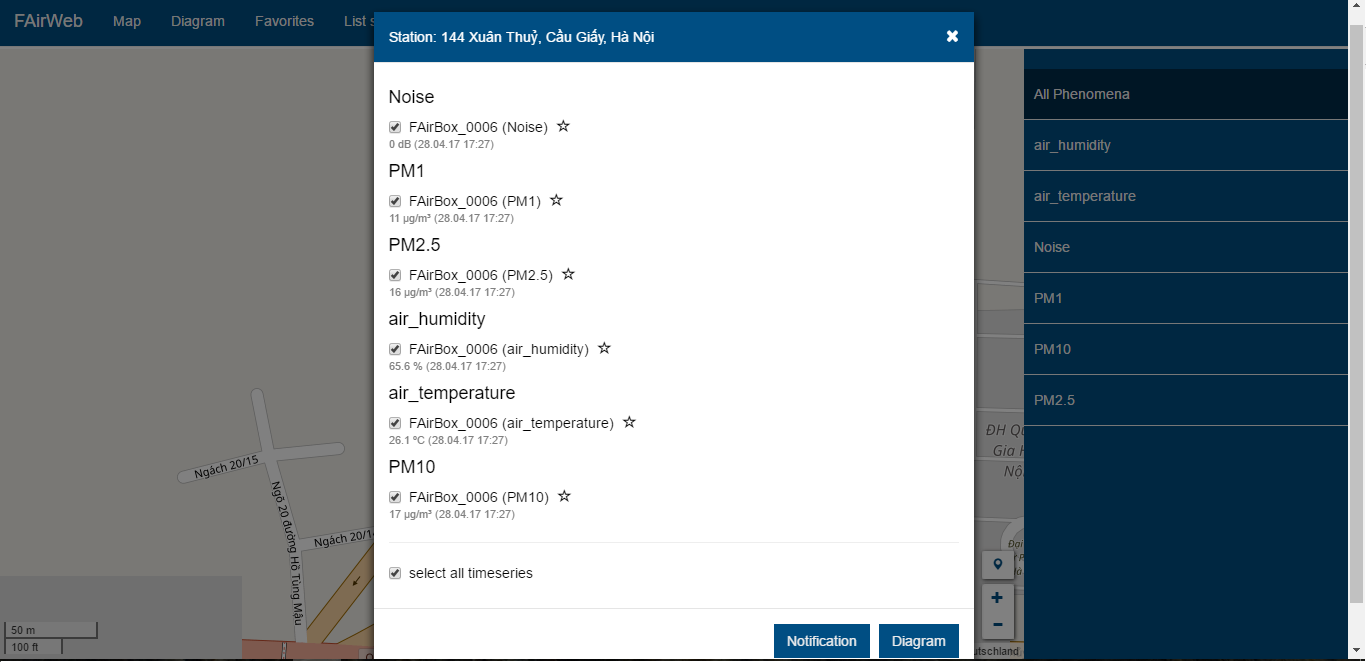 FAirWeb
Map
Diagram
Favorites
List
Station: 144 Xuân Thuỷ, Cầu Giấy, Hà Nội
Noise
FAirBox_0006 (Noise)
0 dB (28.04.17 17:27)
PM1
FAirBox_0006 (PM1)
11 µg/m³ (28.04.17 17:27)
PM2.5
FAirBox_0006 (PM2.5)
16 µg/m³ (28.04.17 17:27)
air_humidity
FAirBox_0006 (air_humidity)
65.6 % (28.04.17 17:27)
air_temperature
FAirBox_0006 (air_temperature)
26.1 °C (28.04.17 17:27)
PM10
FAirBox_0006 (PM10)
17 µg/m³ (28.04.17 17:27)
select all timeseries
Notification
Diagram
All Phenomena
air_humidity
air_temperature
Noise
PM1
PM10
PM2.5
Ngách 20/15
Ngõ 20 đường Hồ Tùng Mậu
Ngách 20/14
50 m
100 ft
ĐH
Gia
+
−